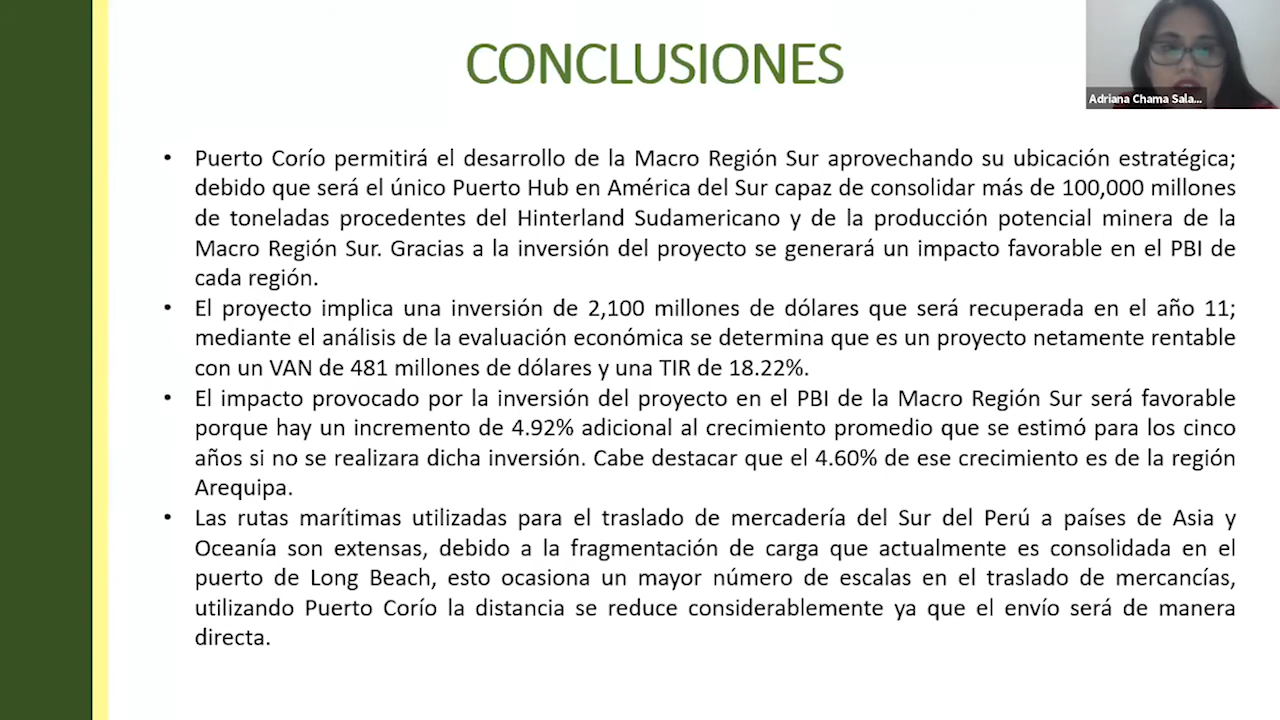 CONCLUSIONES
Adriana Chama Sala...
• Puerto Corío permitirá el desarrollo de la Macro Región Sur aprovechando su ubicación estratégica;
debido que será el único Puerto Hub en América del Sur capaz de consolidar más de 100,000 millones
de toneladas procedentes del Hinterland Sudamericano y de la producción potencial minera de la
Macro Región Sur. Gracias a la inversión del proyecto se generará un impacto favorable en el PBI de
cada región.
• El proyecto implica una inversión de 2,100 millones de dólares que será recuperada en el año 11;
mediante el análisis de la evaluación económica se determina que es un proyecto netamente rentable
con un VAN de 481 millones de dólares y una TIR de 18.22%.
• El impacto provocado por la inversión del proyecto en el PBI de la Macro Región Sur será favorable
porque hay un incremento de 4.92% adicional al crecimiento promedio que se estimó para los cinco
años si no se realizara dicha inversión. Cabe destacar que el 4.60% de ese crecimiento es de la región
Arequipa.
• Las rutas marítimas utilizadas para el traslado de mercadería del Sur del Perú a países de Asia y
Oceanía son extensas, debido a la fragmentación de carga que actualmente es consolidada en el
puerto de Long Beach, esto ocasiona un mayor número de escalas en el traslado de mercancías,
utilizando Puerto Corío la distancia se reduce considerablemente ya que el envío será de manera
directa.